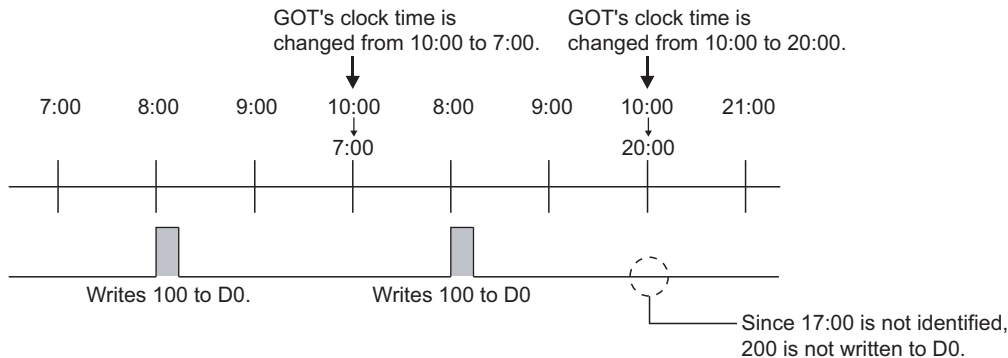 GOT's clock time is
changed from 10:00 to 7:00.
GOT's clock time is
changed from 10:00 to 20:00.
7:00 8:00 9:00 10:00 8:00 9:00 10:00 21:00
7:00 20:00
Writes 100 to D0. Writes 100 to D0
Since 17:00 is not identified,
200 is not written to D0.